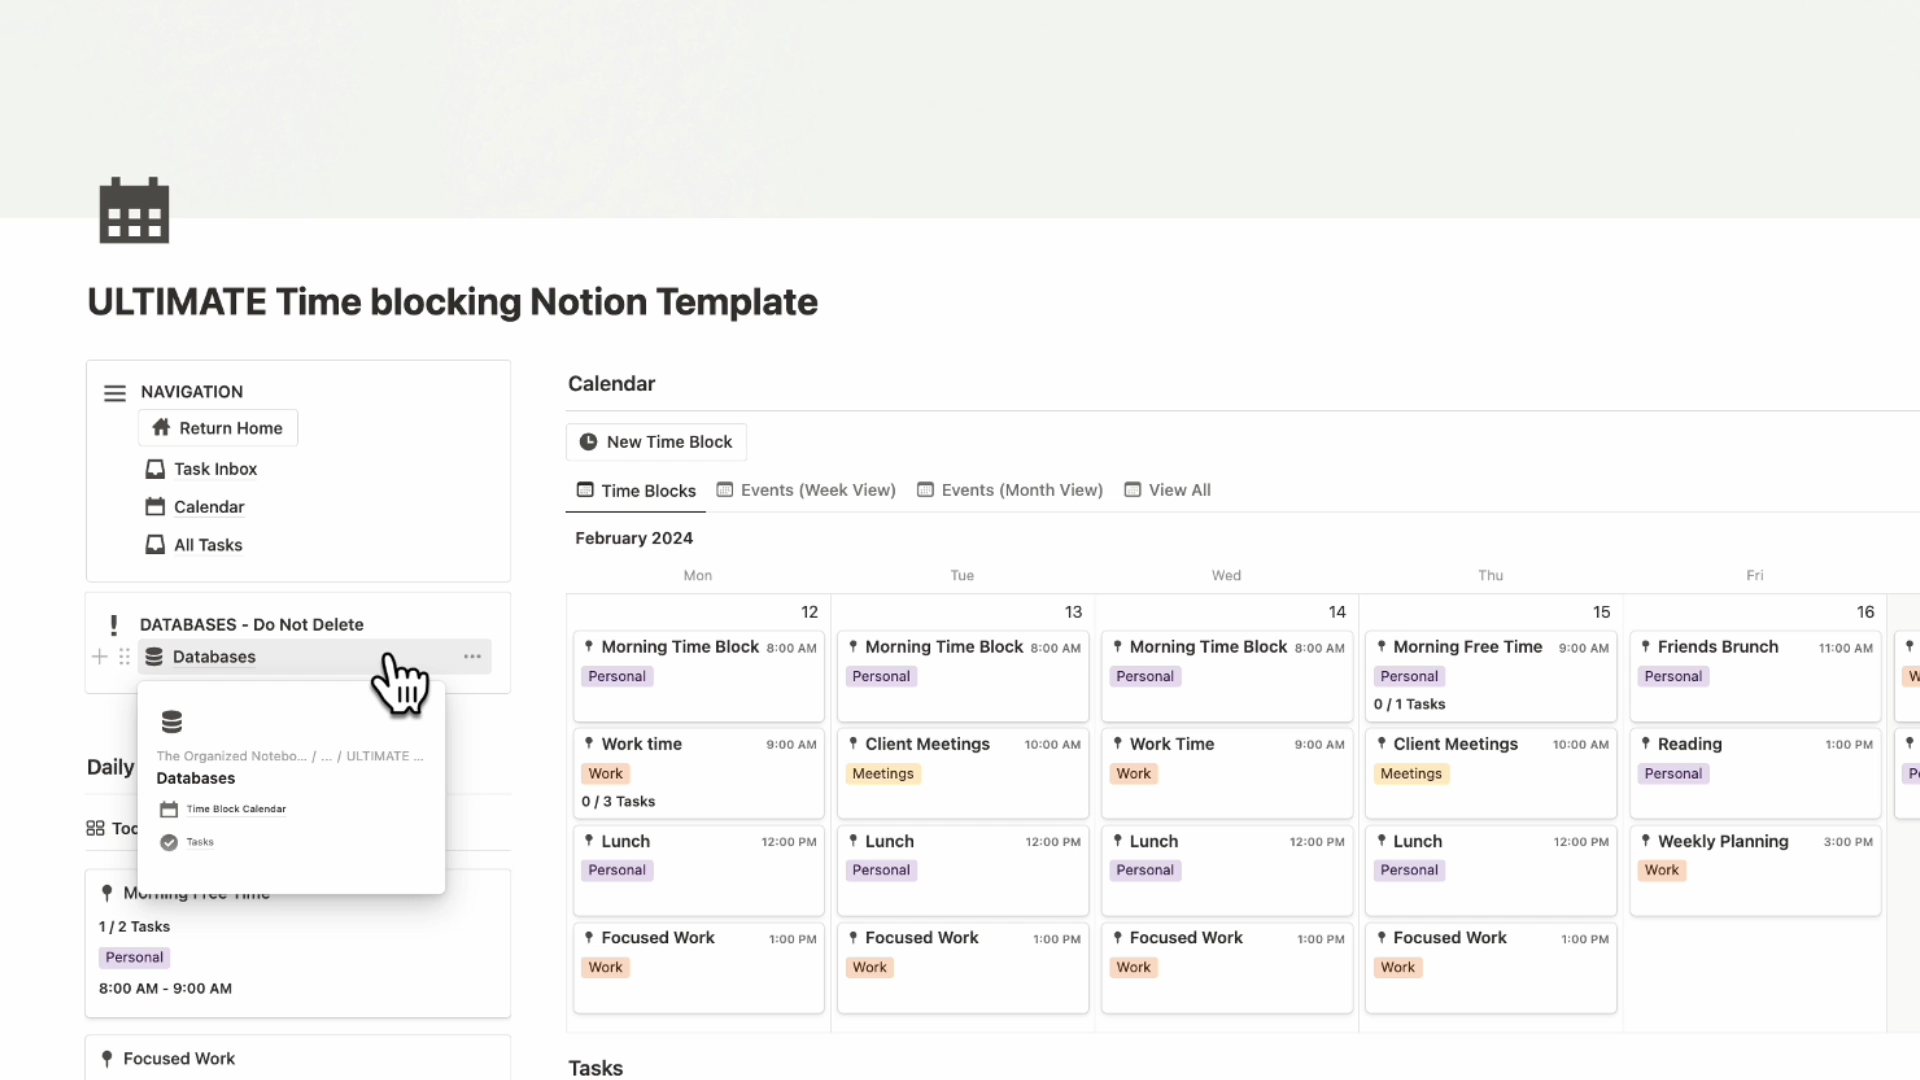 ULTIMATE Time blocking Notion Template
NAVIGATION
Return Home
Task Inbox
Calendar
All Tasks
DATABASES - Do Not Delete
Databases
The Organized Notebo... / ... / ULTIMATE ...
Databases
Time Block Calendar
Tasks
Daily
Morning Free Time
1 / 2 Tasks
Personal
8:00 AM - 9:00 AM
Focused Work
Calendar
New Time Block
Time Blocks Events (Week View) Events (Month View) View All
February 2024
Mon Tue Wed Thu Fri
12 13 14 15 16
Morning Time Block 8:00 AM
Personal
Work time 9:00 AM
Work
0 / 3 Tasks
Lunch 12:00 PM
Personal
Focused Work 1:00 PM
Work
Morning Time Block 8:00 AM
Personal
Client Meetings 10:00 AM
Meetings
Lunch 12:00 PM
Personal
Focused Work 1:00 PM
Work
Morning Time Block 8:00 AM
Personal
Work Time 9:00 AM
Work
Lunch 12:00 PM
Personal
Focused Work 1:00 PM
Work
Morning Free Time 9:00 AM
Personal
0 / 1 Tasks
Client Meetings 10:00 AM
Meetings
Lunch 12:00 PM
Personal
Focused Work 1:00 PM
Work
Friends Brunch 11:00 AM
Personal
Reading 1:00 PM
Personal
Weekly Planning 3:00 PM
Work
Tasks